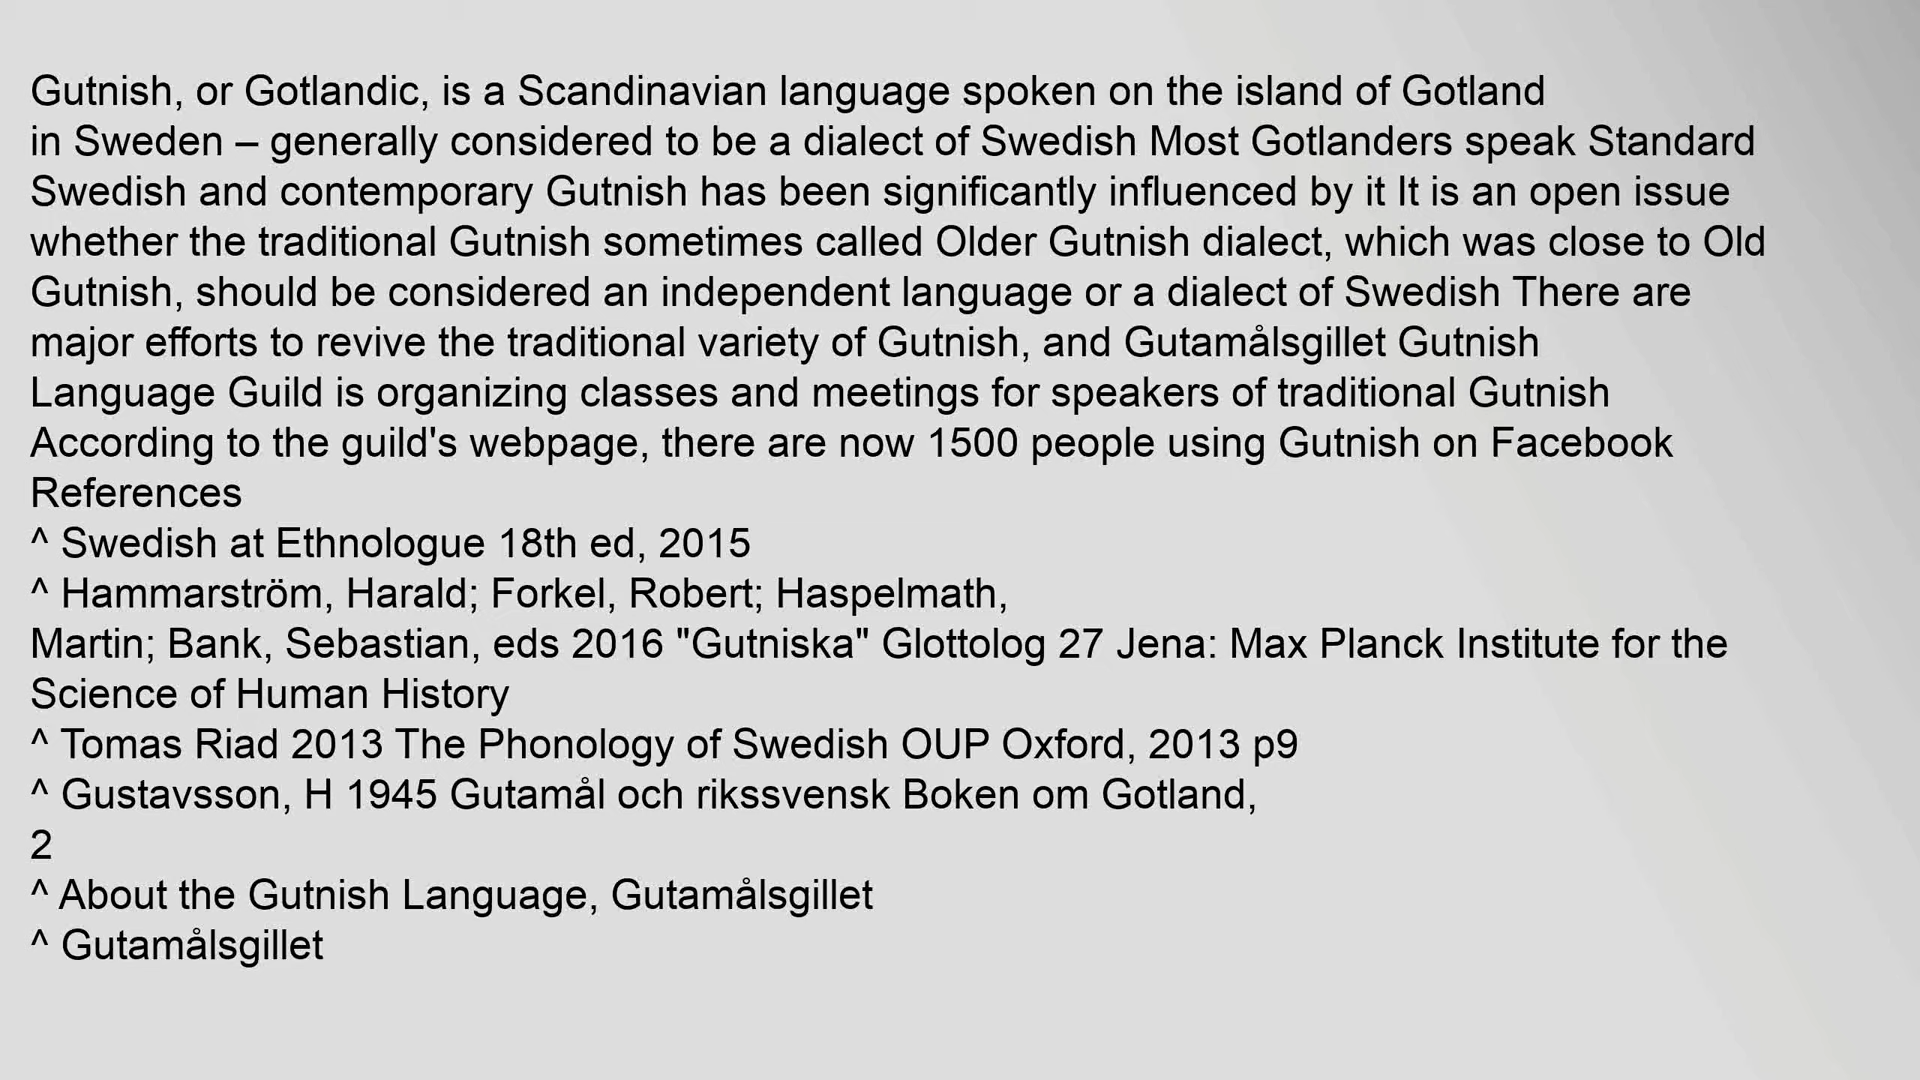 Gutnish, or Gotlandic, is a Scandinavian language spoken on the island of Gotland
in Sweden – generally considered to be a dialect of Swedish Most Gotlanders speak Standard
Swedish and contemporary Gutnish has been significantly influenced by it It is an open issue
whether the traditional Gutnish sometimes called Older Gutnish dialect, which was close to Old
Gutnish, should be considered an independent language or a dialect of Swedish There are
major efforts to revive the traditional variety of Gutnish, and Gutamålsgillet Gutnish
Language Guild is organizing classes and meetings for speakers of traditional Gutnish
According to the guild's webpage, there are now 1500 people using Gutnish on Facebook
References
^ Swedish at Ethnologue 18th ed, 2015
^ Hammarström, Harald; Forkel, Robert; Haspelmath,
Martin; Bank, Sebastian, eds 2016 "Gutniska" Glottolog 27 Jena: Max Planck Institute for the
Science of Human History
^ Tomas Riad 2013 The Phonology of Swedish OUP Oxford, 2013 p9
^ Gustavsson, H 1945 Gutamål och rikssvensk Boken om Gotland,
2
^ About the Gutnish Language, Gutamålsgillet
^ Gutamålsgillet